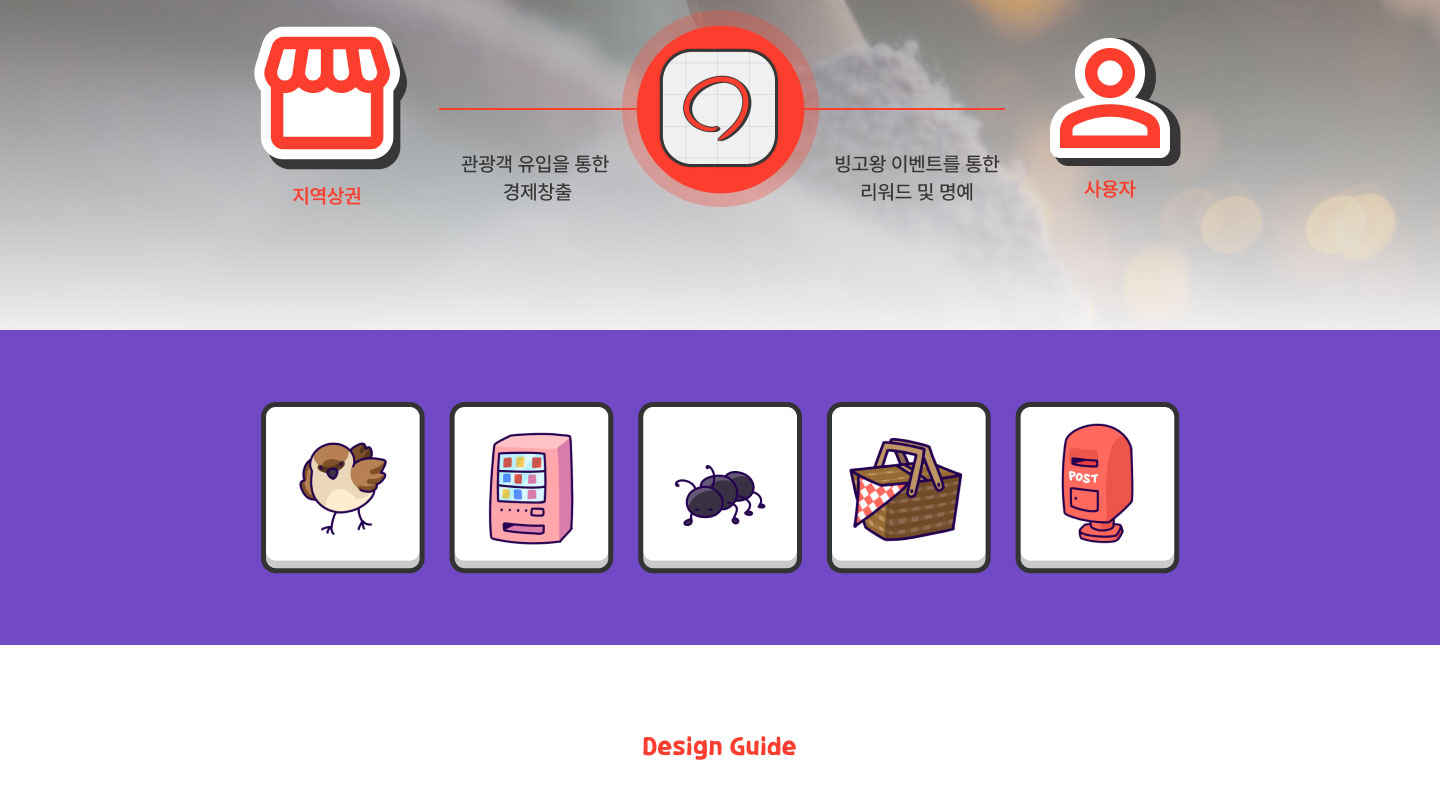 관광객 유입을 통한
경제창출
빙고왕 이벤트를 통한
리워드 및 명예
지역상권
사용자
POST
Design Guide